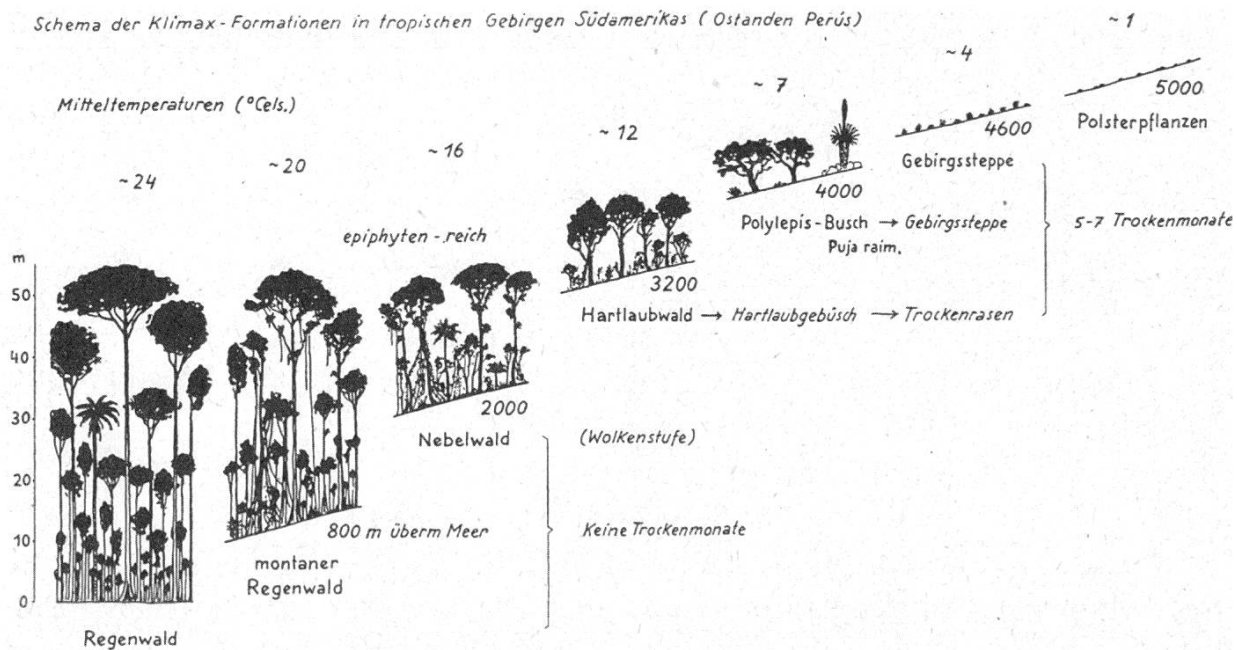 Schema der Klimax-Formationen in tropischen Gebirgen Südamerikas (Ostanden Perús)
~ 1
~ 4
~ 7
Mitteltemperaturen (°Cels.)
~ 12
~ 16
~ 20
~ 24
5000
Polsterpflanzen
4600
Gebirgssteppe
4000
Polylepis-Busch → Gebirgssteppe
Puja raim.
5-7 Trockenmonate
epiphyten-reich
3200
Hartlaubwald → Hartlaubgebüsch → Trockenrasen
m
50
40
30
20
10
0
2000
Nebelwald
(Wolkenstufe)
800 m überm Meer
Keine Trockenmonate
montaner
Regenwald
Regenwald